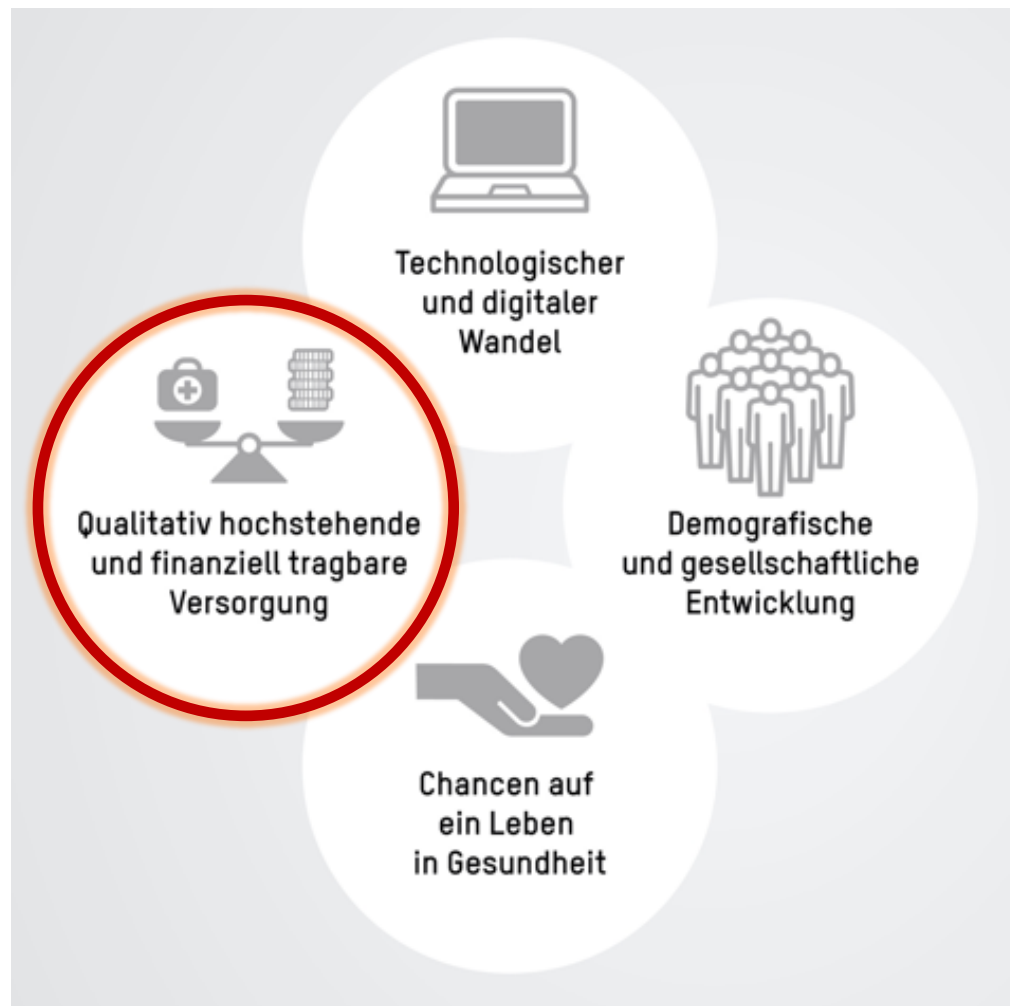 Technologischer
und digitaler
Wandel
Qualitativ hochstehende
und finanziell tragbare
Versorgung
Demografische
und gesellschaftliche
Entwicklung
Chancen auf
ein Leben
in Gesundheit